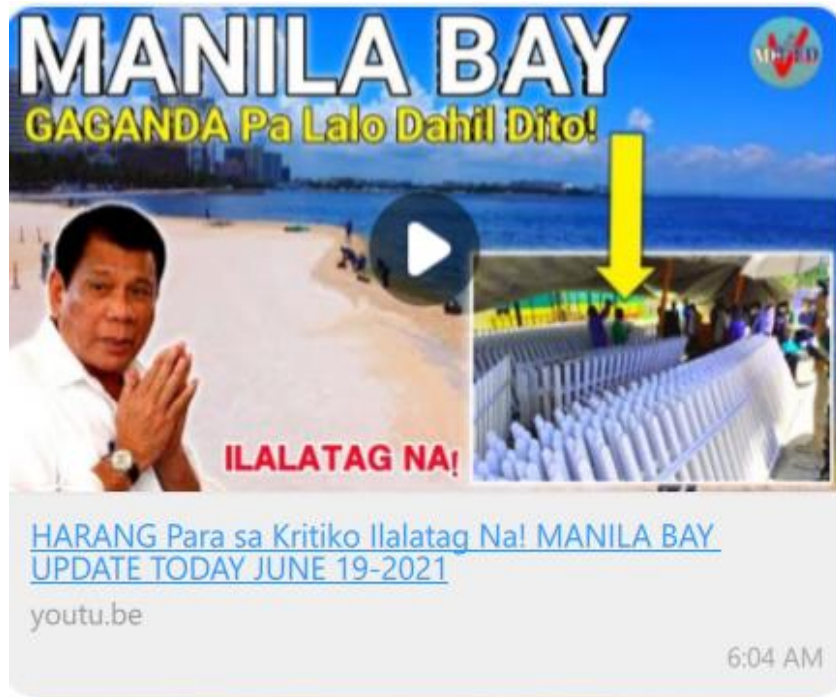 MANILA BAY
GAGANDA Pa Lalo Dahil Dito!
ILALATAG NA!
HARANG Para sa Kritiko Ilalatag Na! MANILA BAY
UPDATE TODAY JUNE 19-2021
youtu.be
6:04 AM